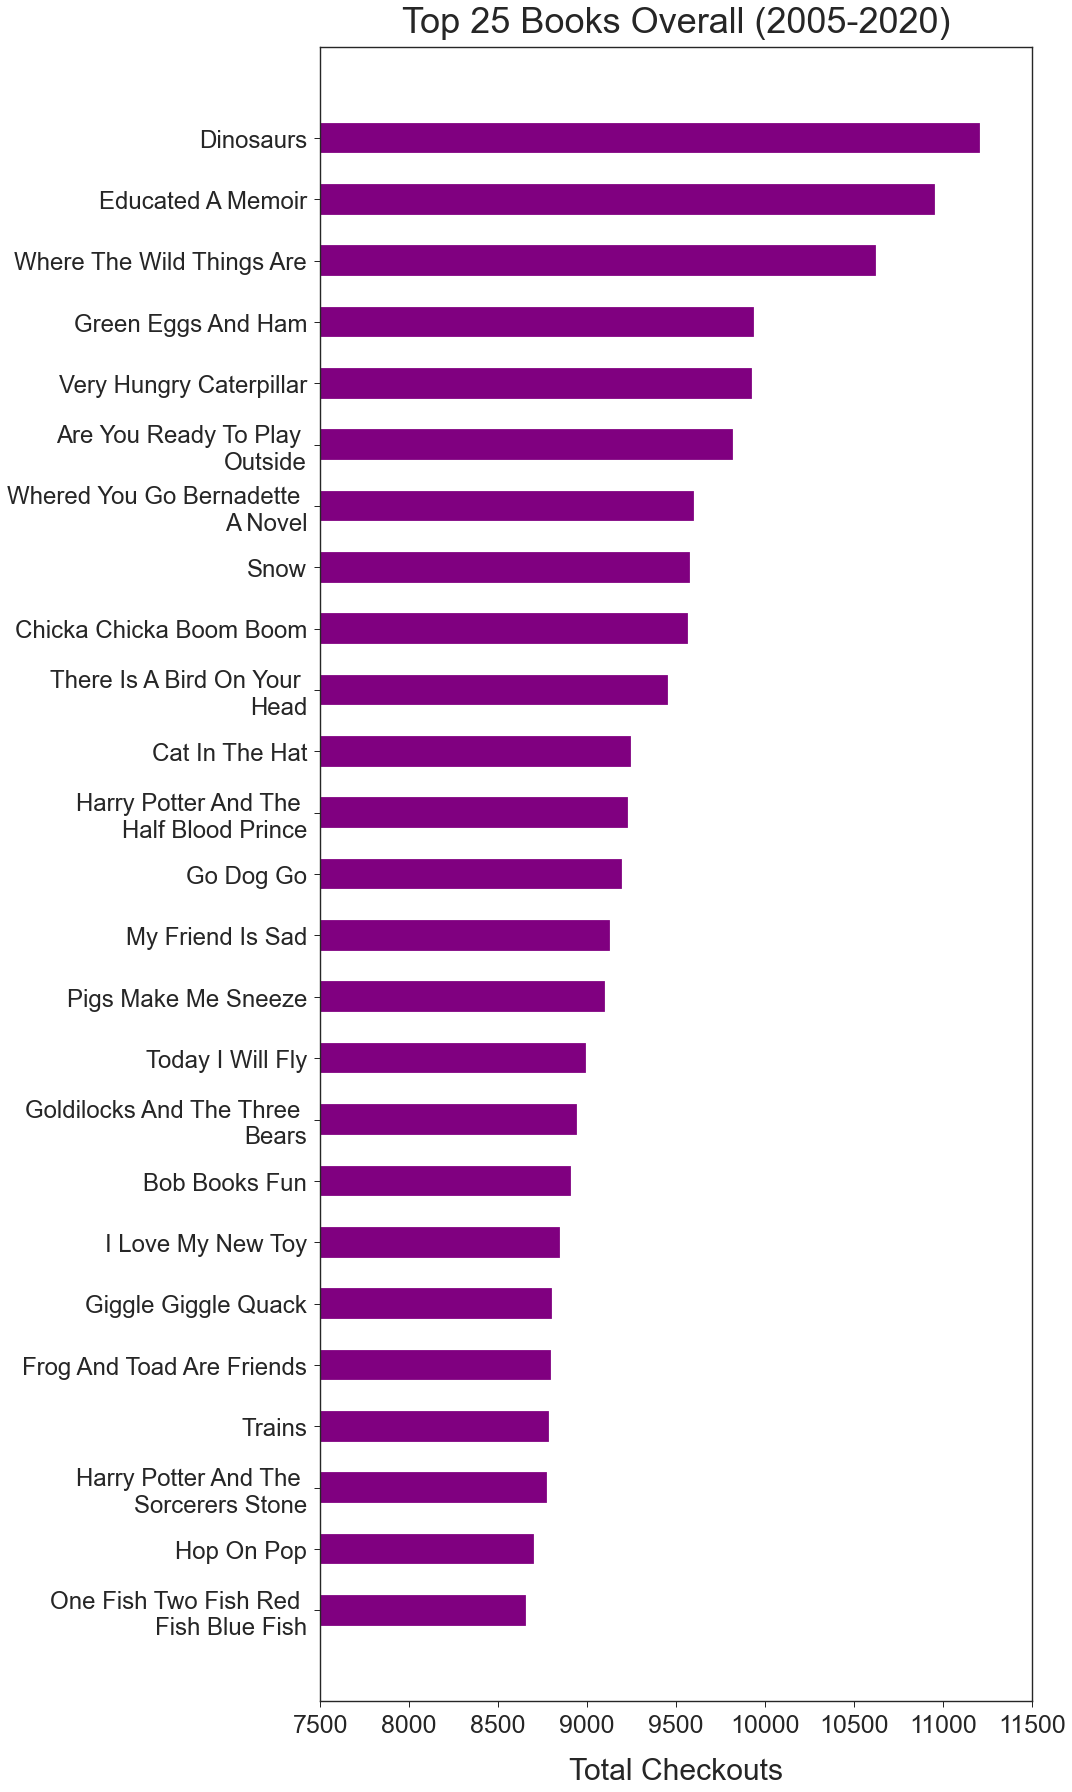 Top 25 Books Overall (2005-2020)
Dinosaurs
Educated A Memoir
Where The Wild Things Are
Green Eggs And Ham
Very Hungry Caterpillar
Are You Ready To Play
Outside
Whered You Go Bernadette
A Novel
Snow
Chicka Chicka Boom Boom
There Is A Bird On Your
Head
Cat In The Hat
Harry Potter And The
Half Blood Prince
Go Dog Go
My Friend Is Sad
Pigs Make Me Sneeze
Today I Will Fly
Goldilocks And The Three
Bears
Bob Books Fun
I Love My New Toy
Giggle Giggle Quack
Frog And Toad Are Friends
Trains
Harry Potter And The
Sorcerers Stone
Hop On Pop
One Fish Two Fish Red
Fish Blue Fish
7500 8000 8500 9000 9500 10000 10500 11000 11500
Total Checkouts